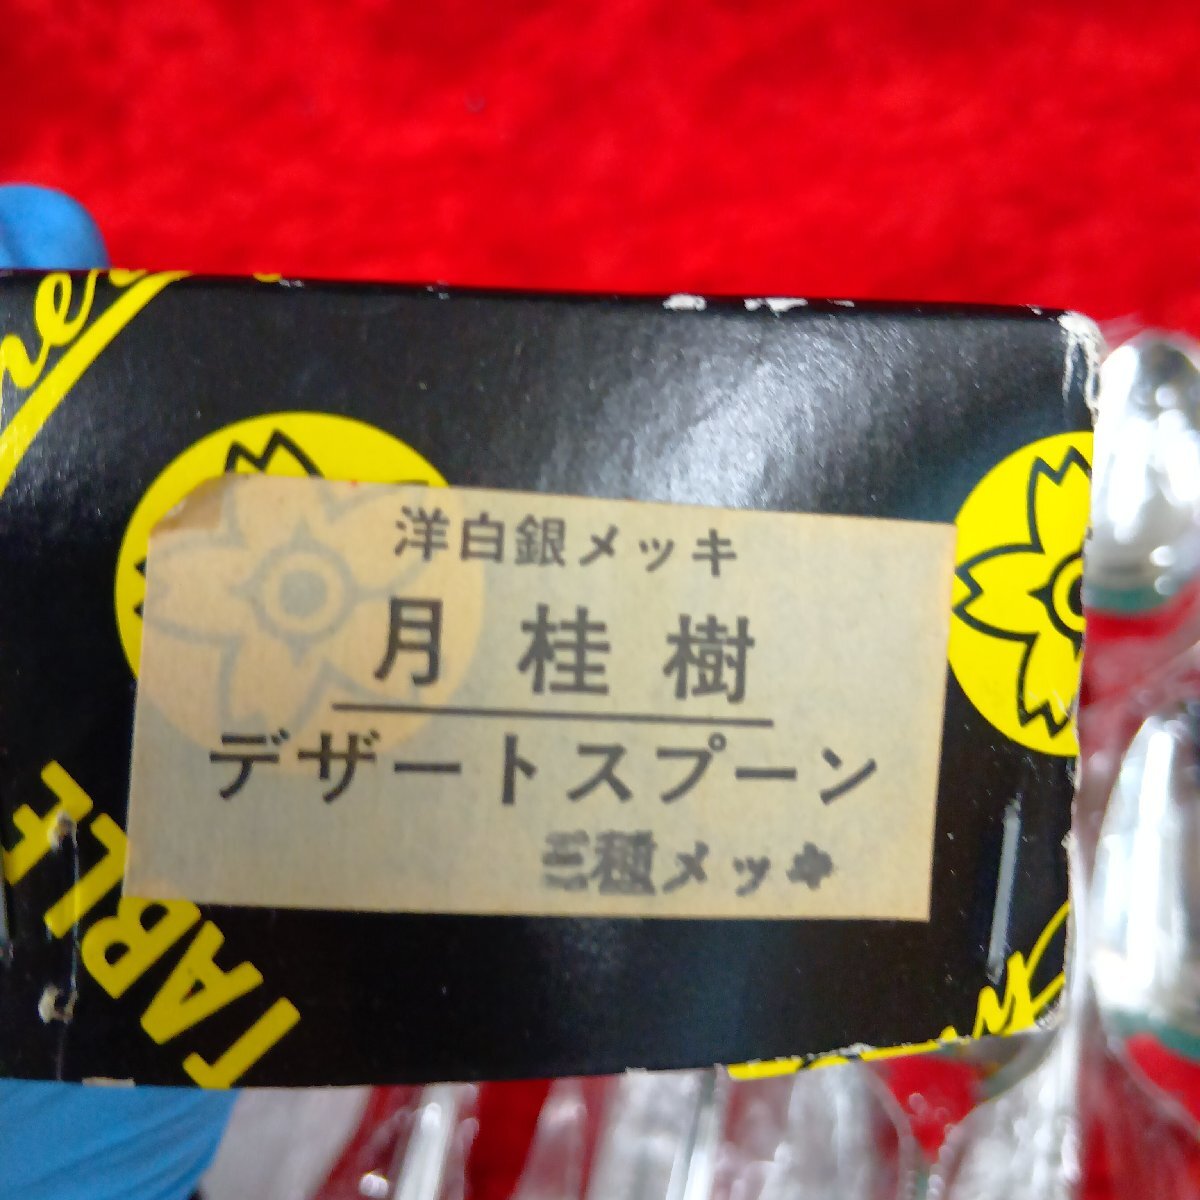 洋白銀メッキ
月桂樹
デザートスプーン
三種メッキ
TABLE